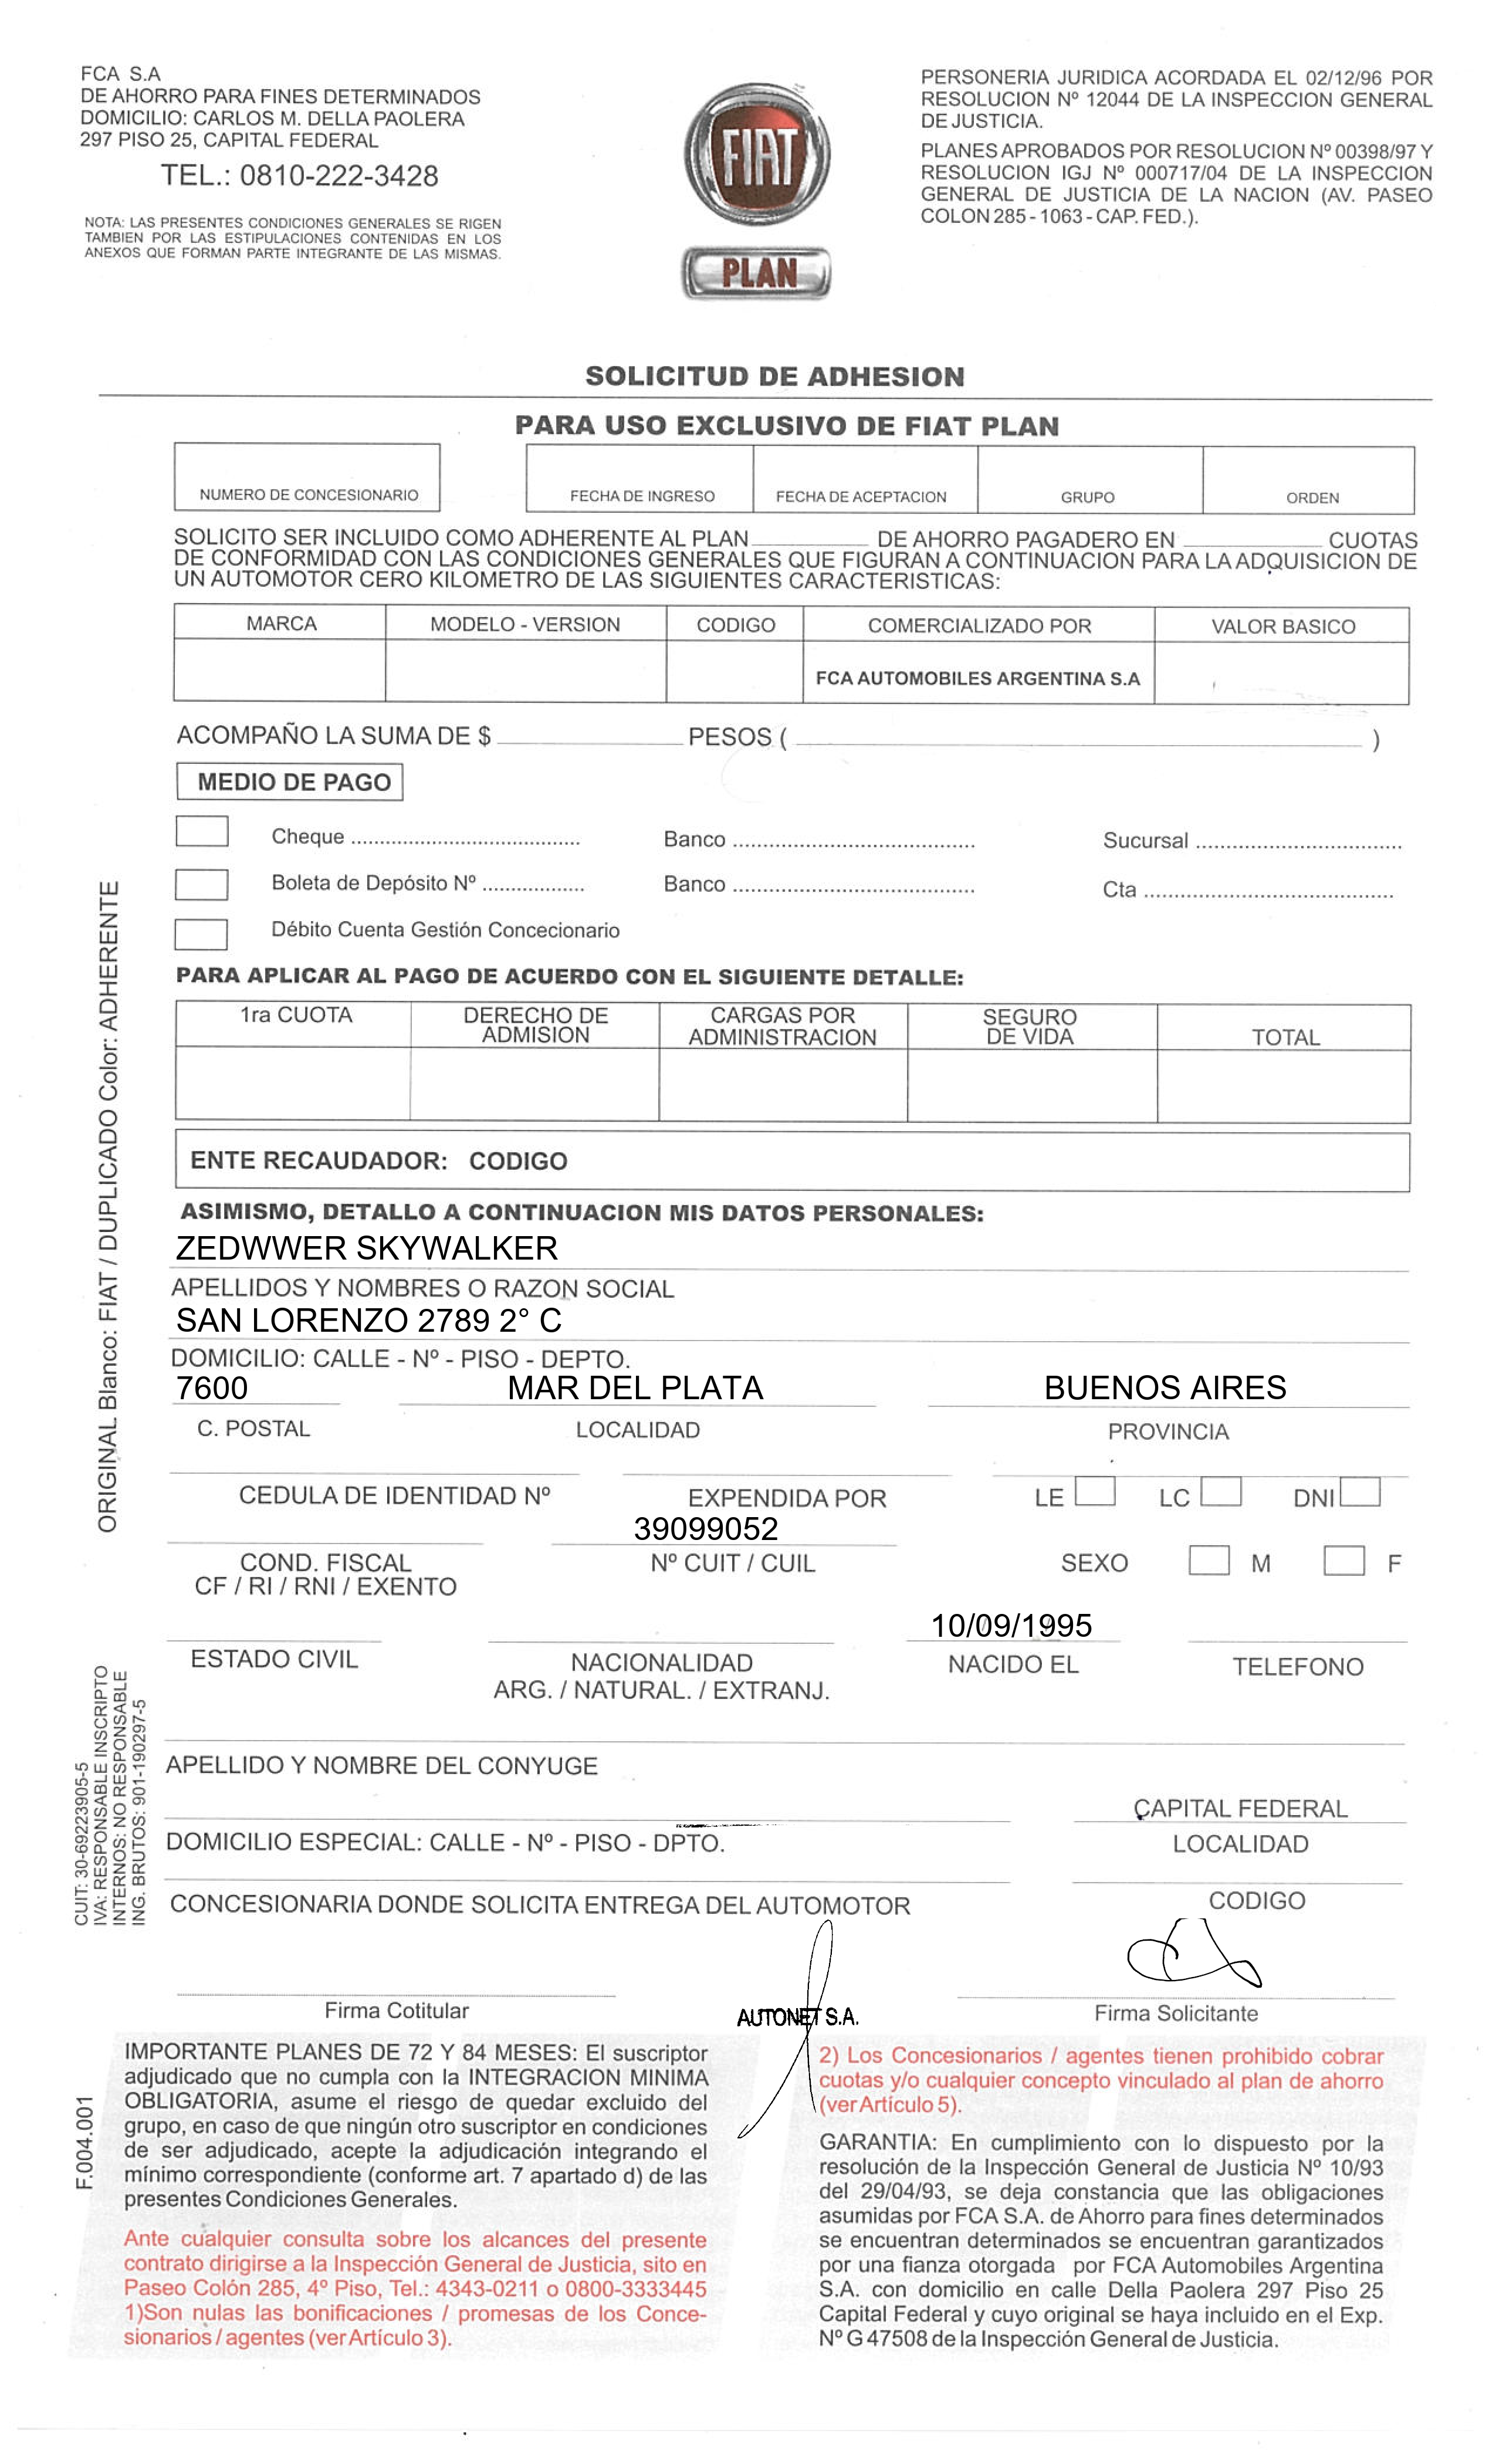 FCA S.A
DE AHORRO PARA FINES DETERMINADOS
DOMICILIO: CARLOS M. DELLA PAOLERA
297 PISO 25, CAPITAL FEDERAL
TEL.: 0810-222-3428
NOTA: LAS PRESENTES CONDICIONES GENERALES SE RIGEN
TAMBIEN POR LAS ESTIPULACIONES CONTENIDAS EN LOS
ANEXOS QUE FORMAN PARTE INTEGRANTE DE LAS MISMAS.
FIAT
PLAN
PERSONERIA JURIDICA ACORDADA EL 02/12/96 POR
RESOLUCION Nº 12044 DE LA INSPECCION GENERAL
DE JUSTICIA.
PLANES APROBADOS POR RESOLUCION Nº 00398/97 Y
RESOLUCION IGJ Nº 000717/04 DE LA INSPECCION
GENERAL DE JUSTICIA DE LA NACION (AV. PASEO
COLON 285 - 1063 - CAP. FED.).
SOLICITUD DE ADHESION
PARA USO EXCLUSIVO DE FIAT PLAN
NUMERO DE CONCESIONARIO FECHA DE INGRESO FECHA DE ACEPTACION GRUPO ORDEN
SOLICITO SER INCLUIDO COMO ADHERENTE AL PLAN DE AHORRO PAGADERO EN CUOTAS
DE CONFORMIDAD CON LAS CONDICIONES GENERALES QUE FIGURAN A CONTINUACION PARA LA ADQUISICION DE
UN AUTOMOTOR CERO KILOMETRO DE LAS SIGUIENTES CARACTERISTICAS:
MARCA MODELO - VERSION CODIGO COMERCIALIZADO POR VALOR BASICO
FCA AUTOMOBILES ARGENTINA S.A
ACOMPAÑO LA SUMA DE $ PESOS ( )
MEDIO DE PAGO
Cheque ...................................... Banco ........................................ Sucursal ..................................
Boleta de Depósito Nº ................. Banco ........................................ Cta .........................................
Débito Cuenta Gestión Concecionario
PARA APLICAR AL PAGO DE ACUERDO CON EL SIGUIENTE DETALLE:
1ra CUOTA DERECHO DE ADMISION CARGAS POR ADMINISTRACION SEGURO DE VIDA TOTAL
ENTE RECAUDADOR: CODIGO
ASIMISMO, DETALLO A CONTINUACION MIS DATOS PERSONALES:
ZEDWWER SKYWALKER
APELLIDOS Y NOMBRES O RAZON SOCIAL
SAN LORENZO 2789 2° C
DOMICILIO: CALLE - Nº - PISO - DEPTO.
7600 MAR DEL PLATA BUENOS AIRES
C. POSTAL LOCALIDAD PROVINCIA
CEDULA DE IDENTIDAD Nº EXPENDIDA POR LE LC DNI
39099052
COND. FISCAL Nº CUIT / CUIL SEXO M F
CF / RI / RNI / EXENTO
10/09/1995
ESTADO CIVIL NACIONALIDAD NACIDO EL TELEFONO
ARG. / NATURAL. / EXTRANJ.
APELLIDO Y NOMBRE DEL CONYUGE
CAPITAL FEDERAL
DOMICILIO ESPECIAL: CALLE - Nº - PISO - DPTO. LOCALIDAD
CONCESIONARIA DONDE SOLICITA ENTREGA DEL AUTOMOTOR CODIGO
Firma Cotitular AUTONET S.A. Firma Solicitante
IMPORTANTE PLANES DE 72 Y 84 MESES: El suscriptor
adjudicado que no cumpla con la INTEGRACION MINIMA
OBLIGATORIA, asume el riesgo de quedar excluido del
grupo, en caso de que ningún otro suscriptor en condiciones
de ser adjudicado, acepte la adjudicación integrando el
mínimo correspondiente (conforme art. 7 apartado d) de las
presentes Condiciones Generales.
Ante cualquier consulta sobre los alcances del presente
contrato dirigirse a la Inspección General de Justicia, sito en
Paseo Colón 285, 4º Piso, Tel.: 4343-0211 o 0800-3333445
1)Son nulas las bonificaciones / promesas de los Conce-
sionarios / agentes (ver Artículo 3).
2) Los Concesionarios / agentes tienen prohibido cobrar
cuotas y/o cualquier concepto vinculado al plan de ahorro
(ver Artículo 5).
GARANTIA: En cumplimiento con lo dispuesto por la
resolución de la Inspección General de Justicia Nº 10/93
del 29/04/93, se deja constancia que las obligaciones
asumidas por FCA S.A. de Ahorro para fines determinados
se encuentran determinados se encuentran garantizados
por una fianza otorgada por FCA Automobiles Argentina
S.A. con domicilio en calle Della Paolera 297 Piso 25
Capital Federal y cuyo original se haya incluido en el Exp.
Nº G 47508 de la Inspección General de Justicia.
ORIGINAL Blanco: FIAT / DUPLICADO Color: ADHERENTE
CUIT: 30-69223905-5
IVA: RESPONSABLE INSCRIPTO
INTERNOS: NO RESPONSABLE
ING. BRUTOS: 901-190297-5
F.004.001